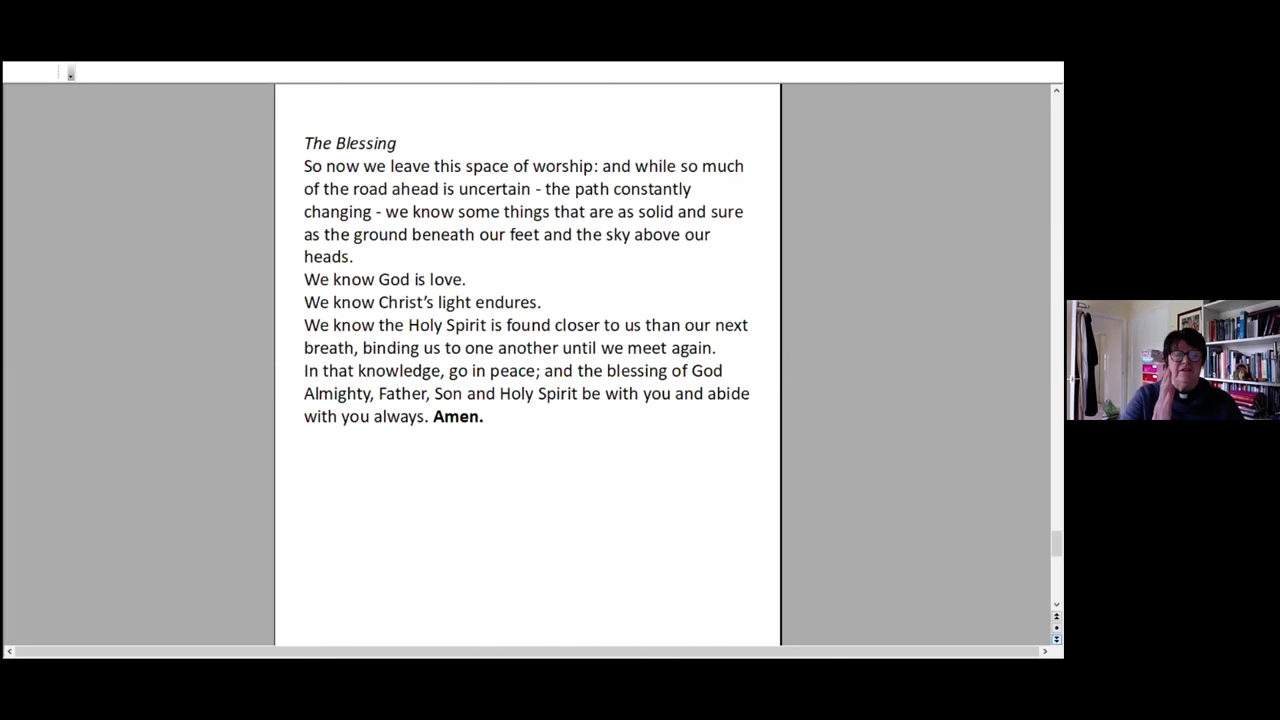 The Blessing
So now we leave this space of worship: and while so much
of the road ahead is uncertain - the path constantly
changing - we know some things that are as solid and sure
as the ground beneath our feet and the sky above our
heads.
We know God is love.
We know Christ’s light endures.
We know the Holy Spirit is found closer to us than our next
breath, binding us to one another until we meet again.
In that knowledge, go in peace; and the blessing of God
Almighty, Father, Son and Holy Spirit be with you and abide
with you always. Amen.